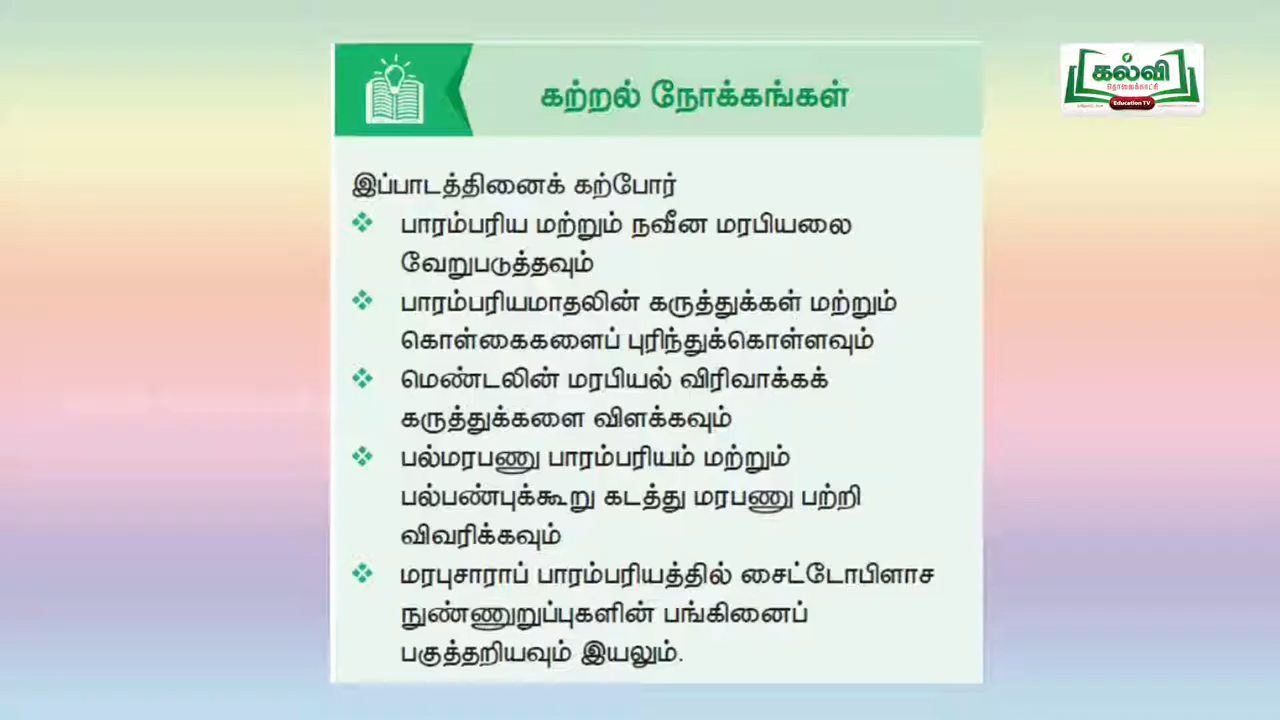 கற்றல் நோக்கங்கள்
கல்வி
தொலைக்காட்சி
Education TV
இப்பாடத்தினைக் கற்போர்
❖ பாரம்பரிய மற்றும் நவீன மரபியலை
வேறுபடுத்தவும்
❖ பாரம்பரியமாதலின் கருத்துக்கள் மற்றும்
கொள்கைகளைப் புரிந்துக்கொள்ளவும்
❖ மெண்டலின் மரபியல் விரிவாக்கக்
கருத்துக்களை விளக்கவும்
❖ பல்மரபணு பாரம்பரியம் மற்றும்
பல்பண்புக்கூறு கடத்து மரபணு பற்றி
விவரிக்கவும்
❖ மரபுசாராப் பாரம்பரியத்தில் சைட்டோபிளாச
நுண்ணுறுப்புகளின் பங்கினைப்
பகுத்தறியவும் இயலும்.